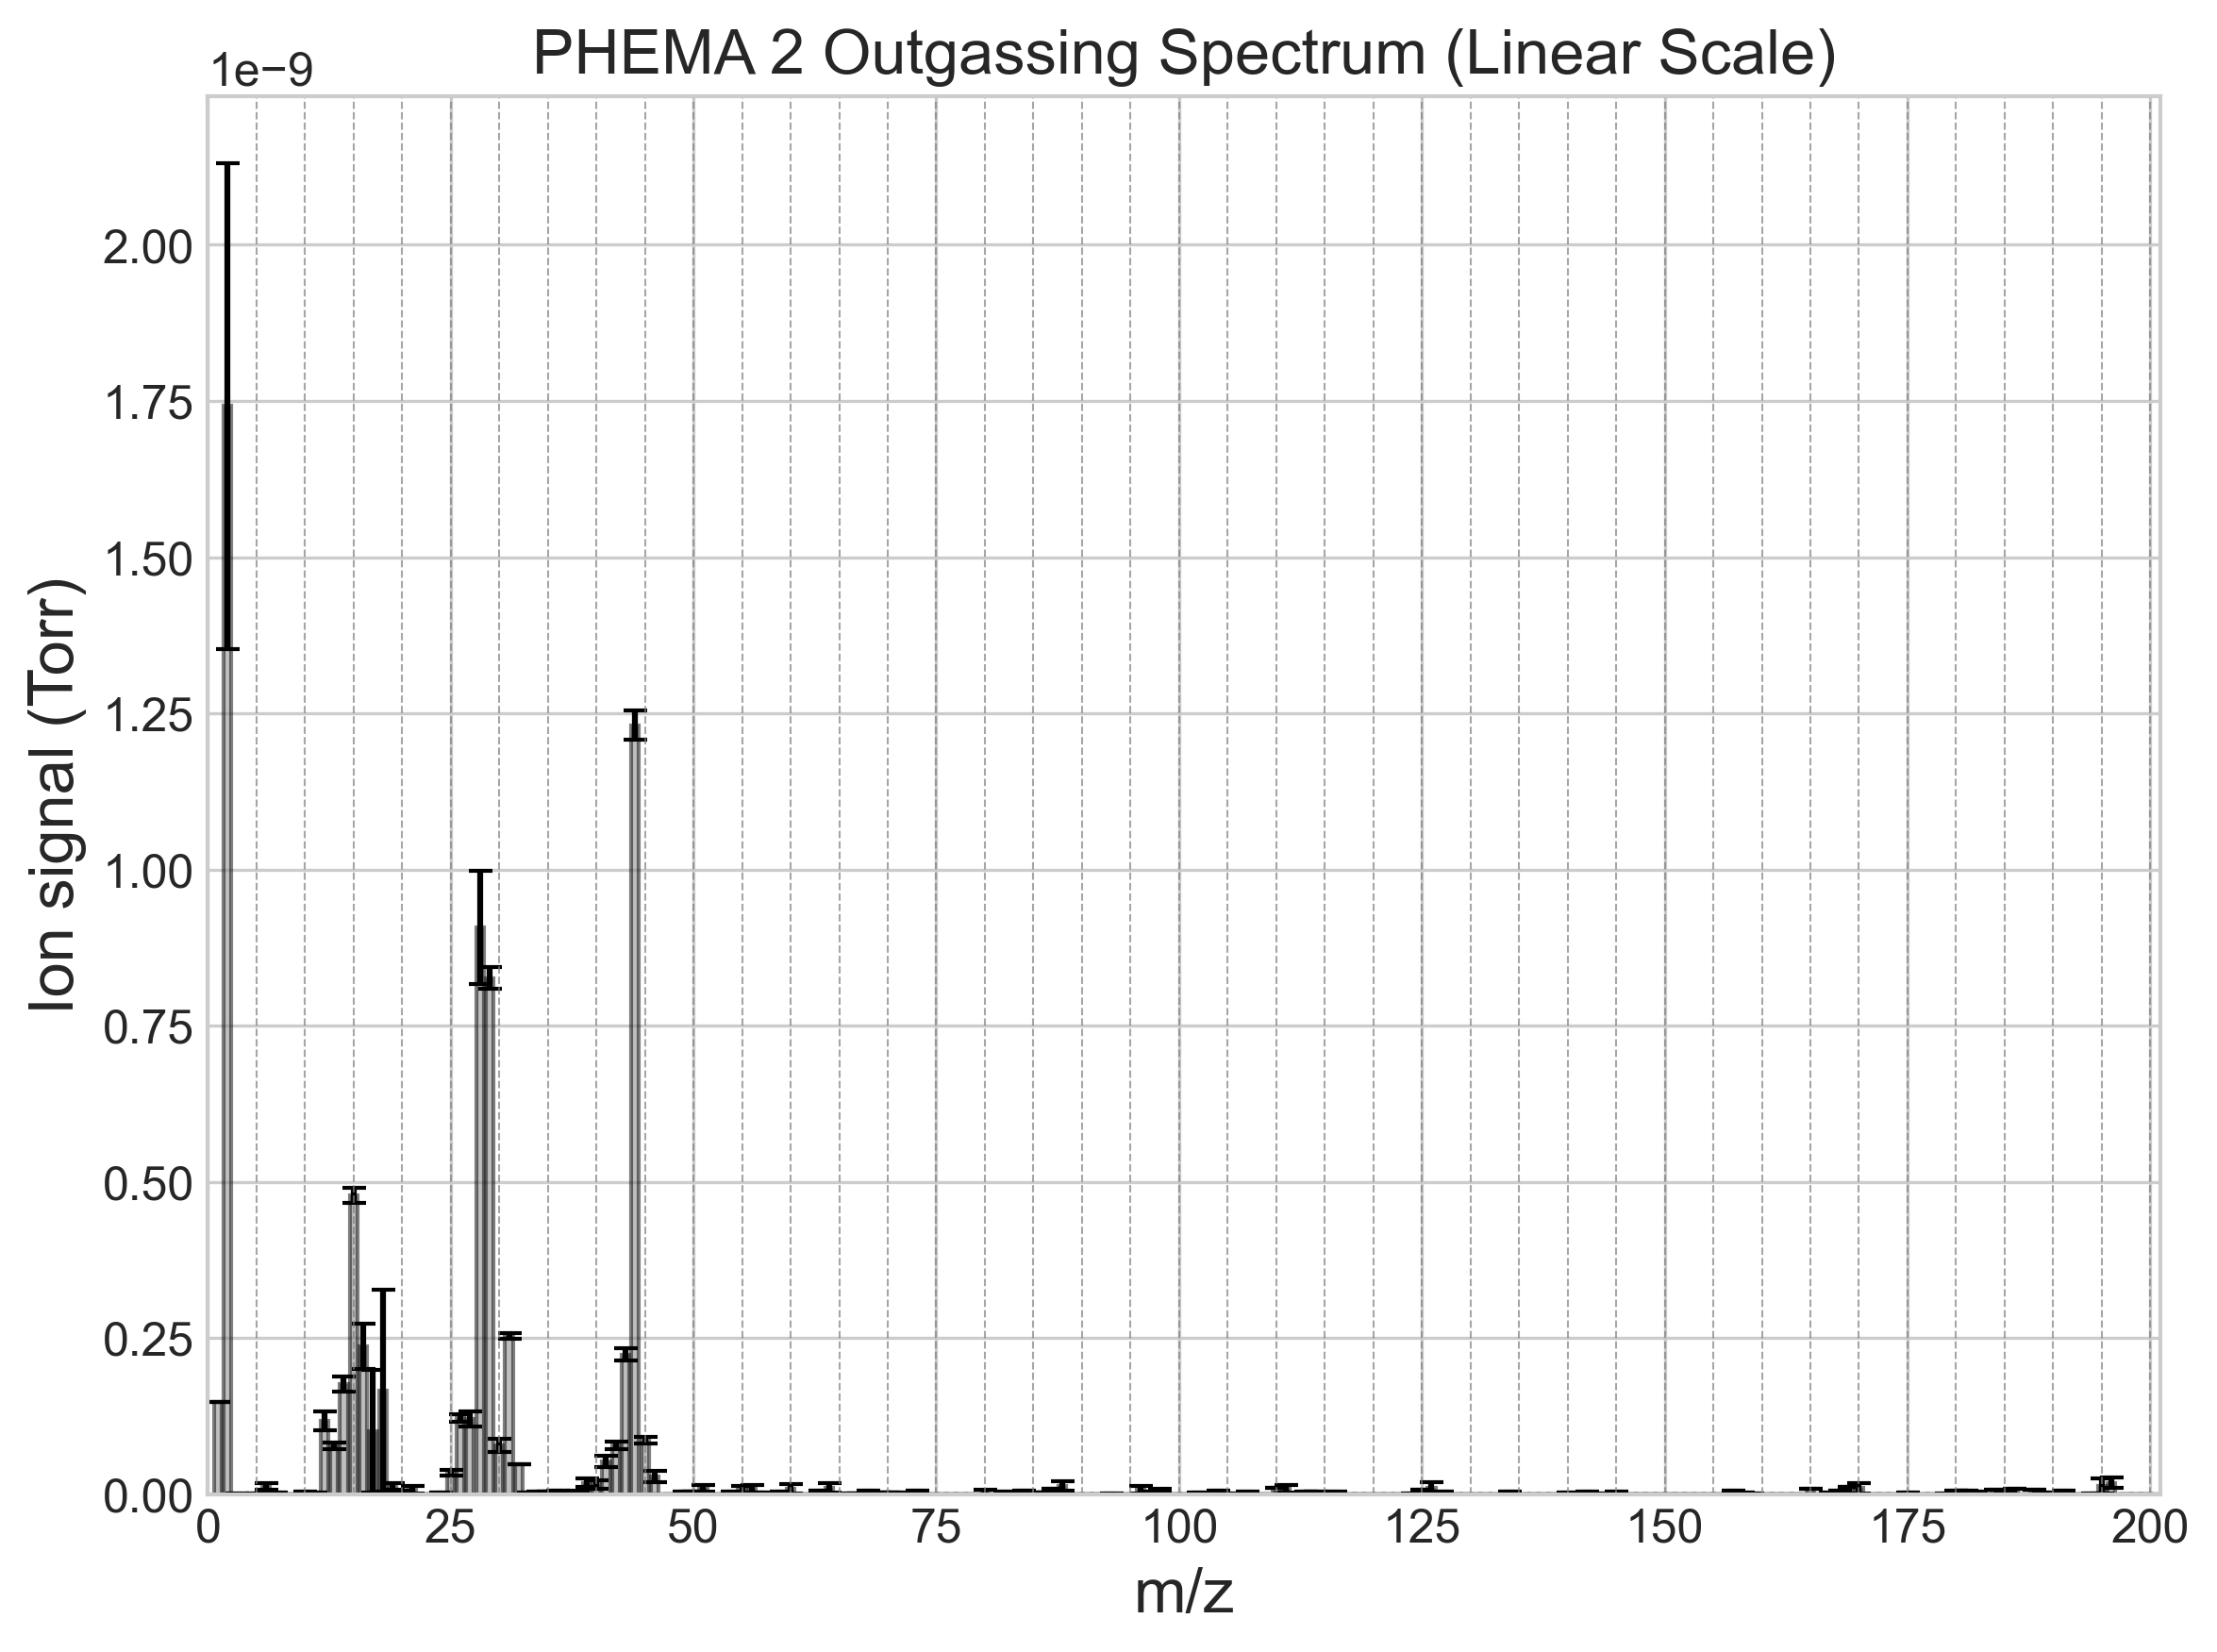 PHEMA 2 Outgassing Spectrum (Linear Scale)
1e−9
Ion signal (Torr)
2.00
1.75
1.50
1.25
1.00
0.75
0.50
0.25
0.00
0 25 50 75 100 125 150 175 200
m/z